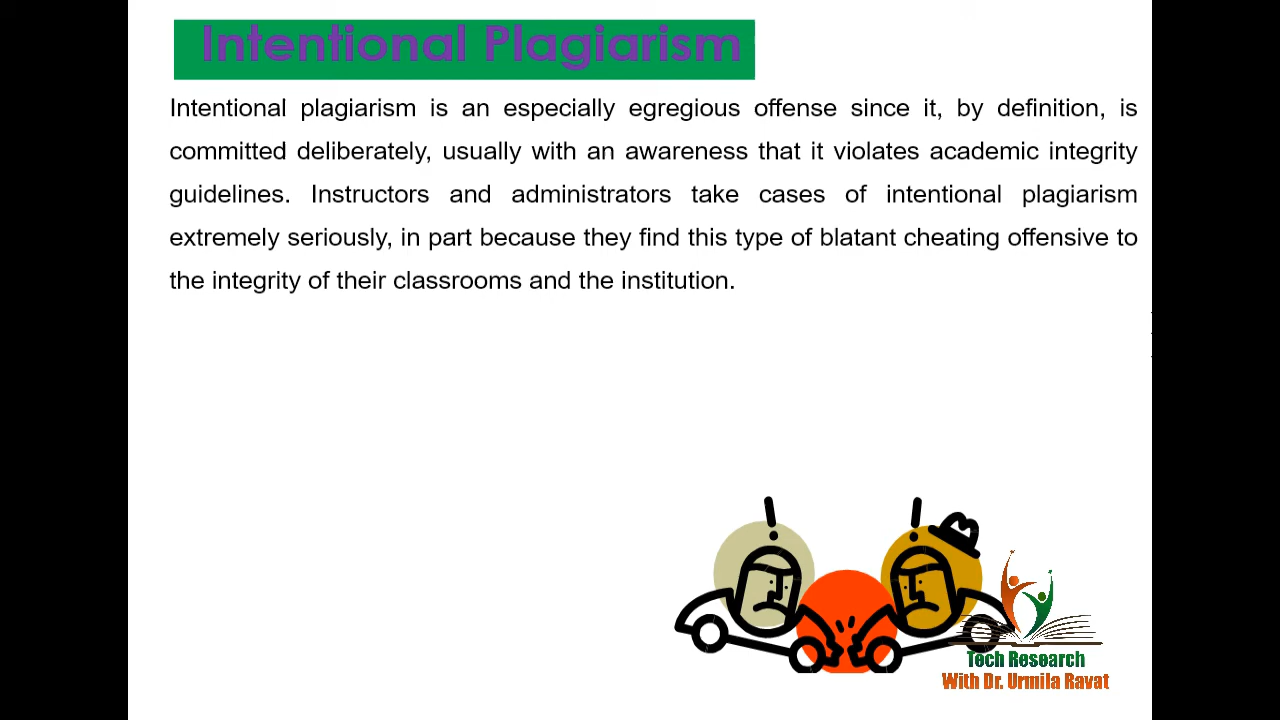 Intentional Plagiarism
Intentional plagiarism is an especially egregious offense since it, by definition, is
committed deliberately, usually with an awareness that it violates academic integrity
guidelines. Instructors and administrators take cases of intentional plagiarism
extremely seriously, in part because they find this type of blatant cheating offensive to
the integrity of their classrooms and the institution.
Tech Research
With Dr. Urmila Ravat